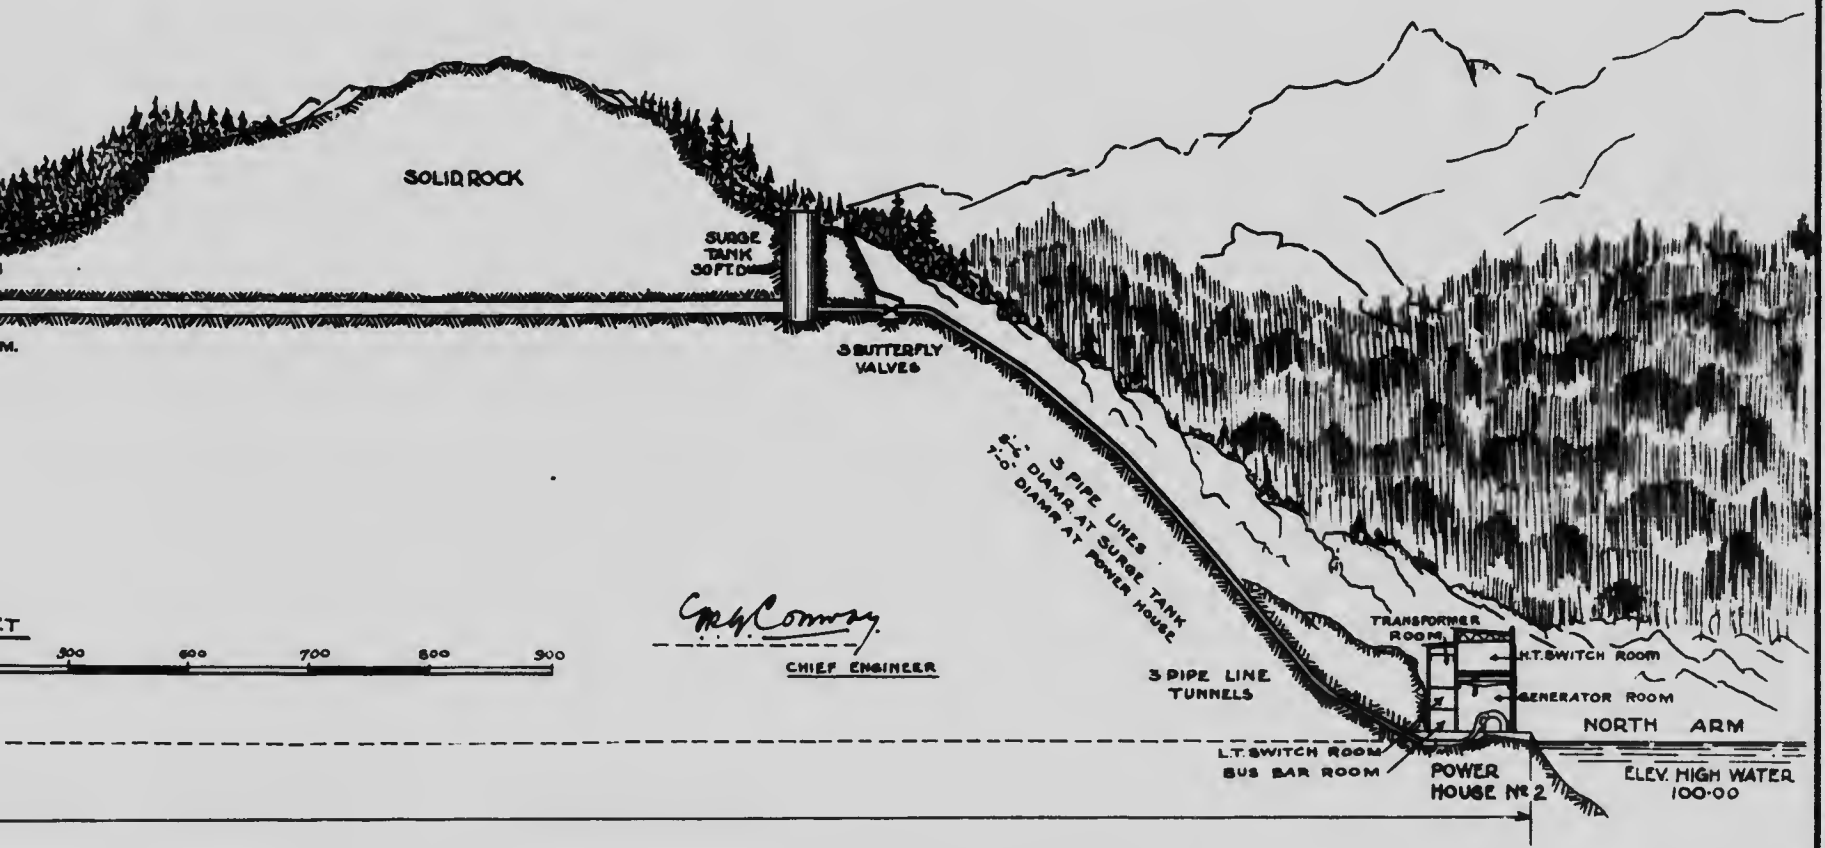 SOLID ROCK
SURGE
TANK
30 FT. D
M.
3 BUTTERFLY
VALVES
3 PIPE LINES
8'-6" DIAMR. AT SURGE TANK
7'-0" DIAMR AT POWER HOUSE
ET
500 600 700 800 900
CHIEF ENGINEER
3 PIPE LINE
TUNNELS
TRANSFORMER
ROOM
H.T. SWITCH ROOM
GENERATOR ROOM
NORTH ARM
L.T. SWITCH ROOM
BUS BAR ROOM
POWER
HOUSE No 2
ELEV. HIGH WATER
100·00